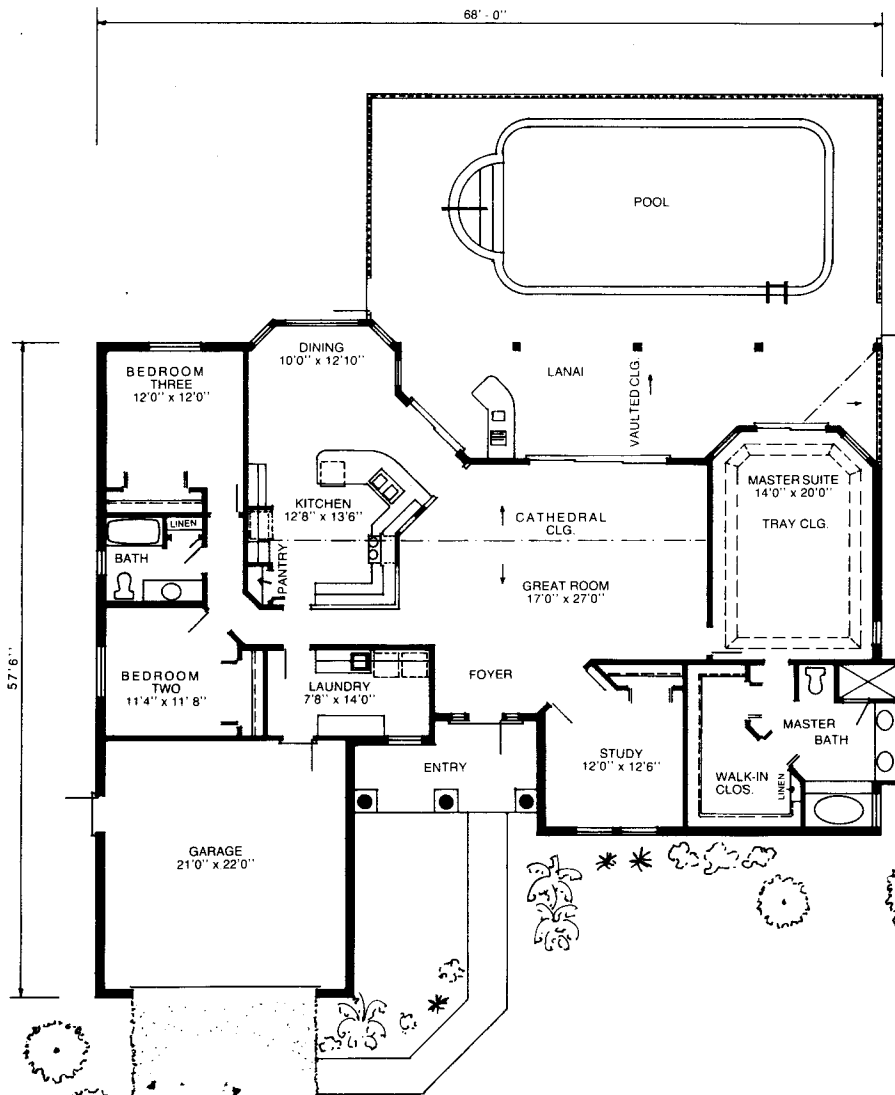 68'-0"
POOL
DINING
10'0" x 12'10"
BEDROOM
THREE
12'0" x 12'0"
LANAI
VAULTED CLG.
MASTER SUITE
14'0" x 20'0"
TRAY CLG.
KITCHEN
12'8" x 13'6"
CATHEDRAL
CLG.
LINEN
BATH
PANTRY
GREAT ROOM
17'0" x 27'0"
57'6"
BEDROOM
TWO
11'4" x 11'8"
LAUNDRY
7'8" x 14'0"
FOYER
MASTER
BATH
STUDY
12'0" x 12'6"
ENTRY
WALK-IN
CLOS.
LINEN
GARAGE
21'0" x 22'0"